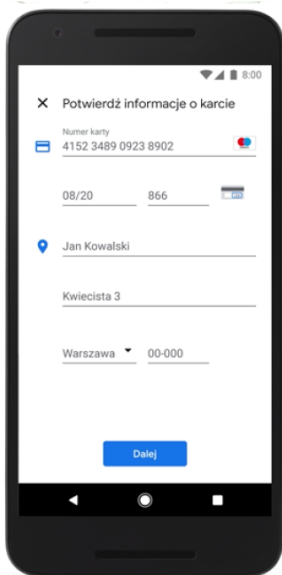 8:00
Potwierdź informacje o karcie
Numer karty
4152 3489 0923 8902
08/20 866
Jan Kowalski
Kwiecista 3
Warszawa 00-000
Dalej